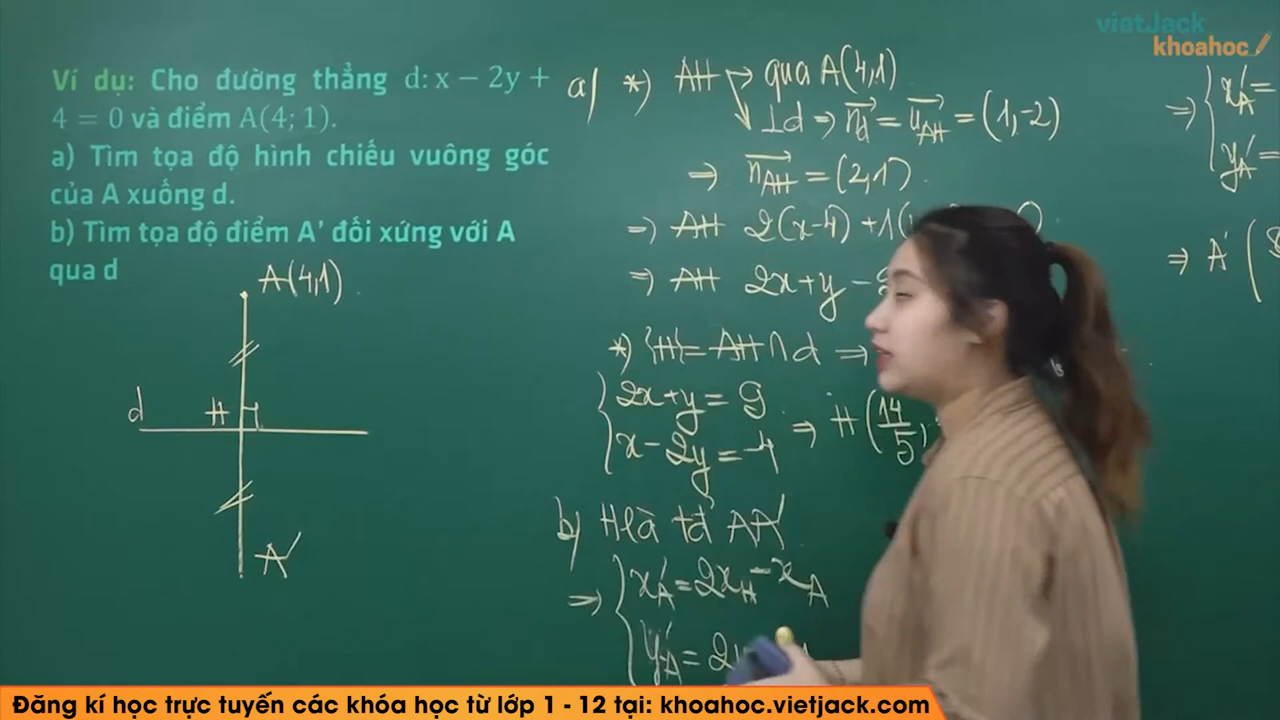 vietJack
khoahoc
Ví dụ: Cho đường thẳng d: x − 2y +
4 = 0 và điểm A(4; 1).
a) Tìm tọa độ hình chiếu vuông góc
của A xuống d.
b) Tìm tọa độ điểm A’ đối xứng với A
qua d
A(4,1)
d
H
A'
a) *) AH → qua A(4,1)
⊥d ⇒ n⃗d = u⃗AH = (1,-2)
⇒ n⃗AH = (2,1).
⇒ AH 2(x-4) + 1(
⇒ AH 2x+y -
*) {H} = AH ∩ d ⇒
{ 2x+y = 9
x-2y = -4 ⇒ H (14/5,
b) H là tđ AA'
⇒ { x'A = 2xH - xA
y'A = 2
⇒ { x'A =
y'A =
⇒ A' (
Đăng kí học trực tuyến các khóa học từ lớp 1 - 12 tại: khoahoc.vietjack.com